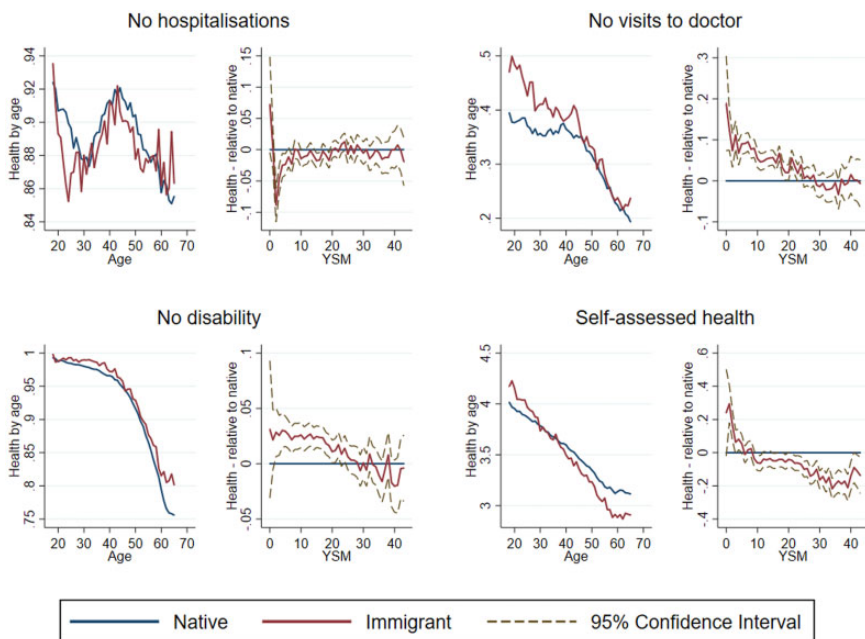 No hospitalisations
Health by age
.94
.92
.9
.88
.86
.84
20 30 40 50 60 70
Age
Health - relative to native
.15
.1
.05
0
-.05
-.1
0 10 20 30 40
YSM
No visits to doctor
Health by age
.5
.4
.3
.2
20 30 40 50 60 70
Age
Health - relative to native
.3
.2
.1
0
-.1
0 10 20 30 40
YSM
No disability
Health by age
1
.95
.9
.85
.8
.75
20 30 40 50 60 70
Age
Health - relative to native
.1
.05
0
-.05
0 10 20 30 40
YSM
Self-assessed health
Health by age
4.5
4
3.5
3
20 30 40 50 60 70
Age
Health - relative to native
.6
.4
.2
0
-.2
-.4
0 10 20 30 40
YSM
Native Immigrant 95% Confidence Interval